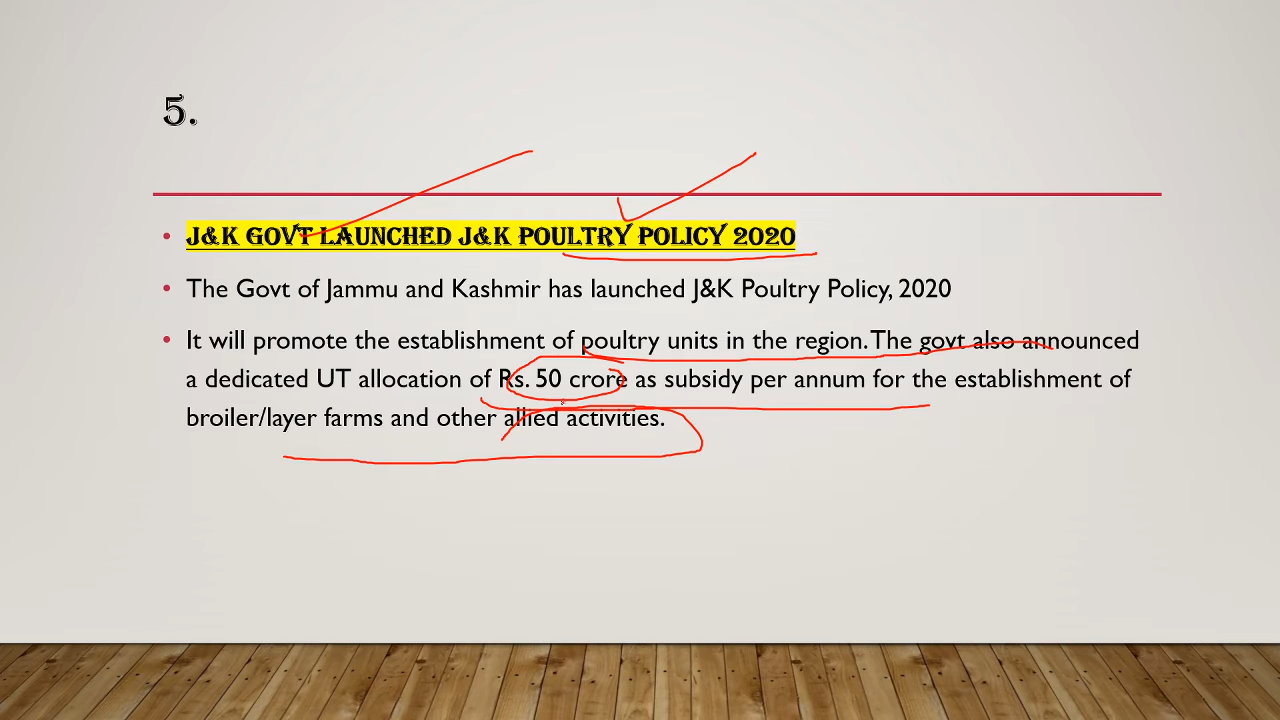 5.
• J&K GOVT LAUNCHED J&K POULTRY POLICY 2020
• The Govt of Jammu and Kashmir has launched J&K Poultry Policy, 2020
• It will promote the establishment of poultry units in the region. The govt also announced
a dedicated UT allocation of Rs. 50 crore as subsidy per annum for the establishment of
broiler/layer farms and other allied activities.